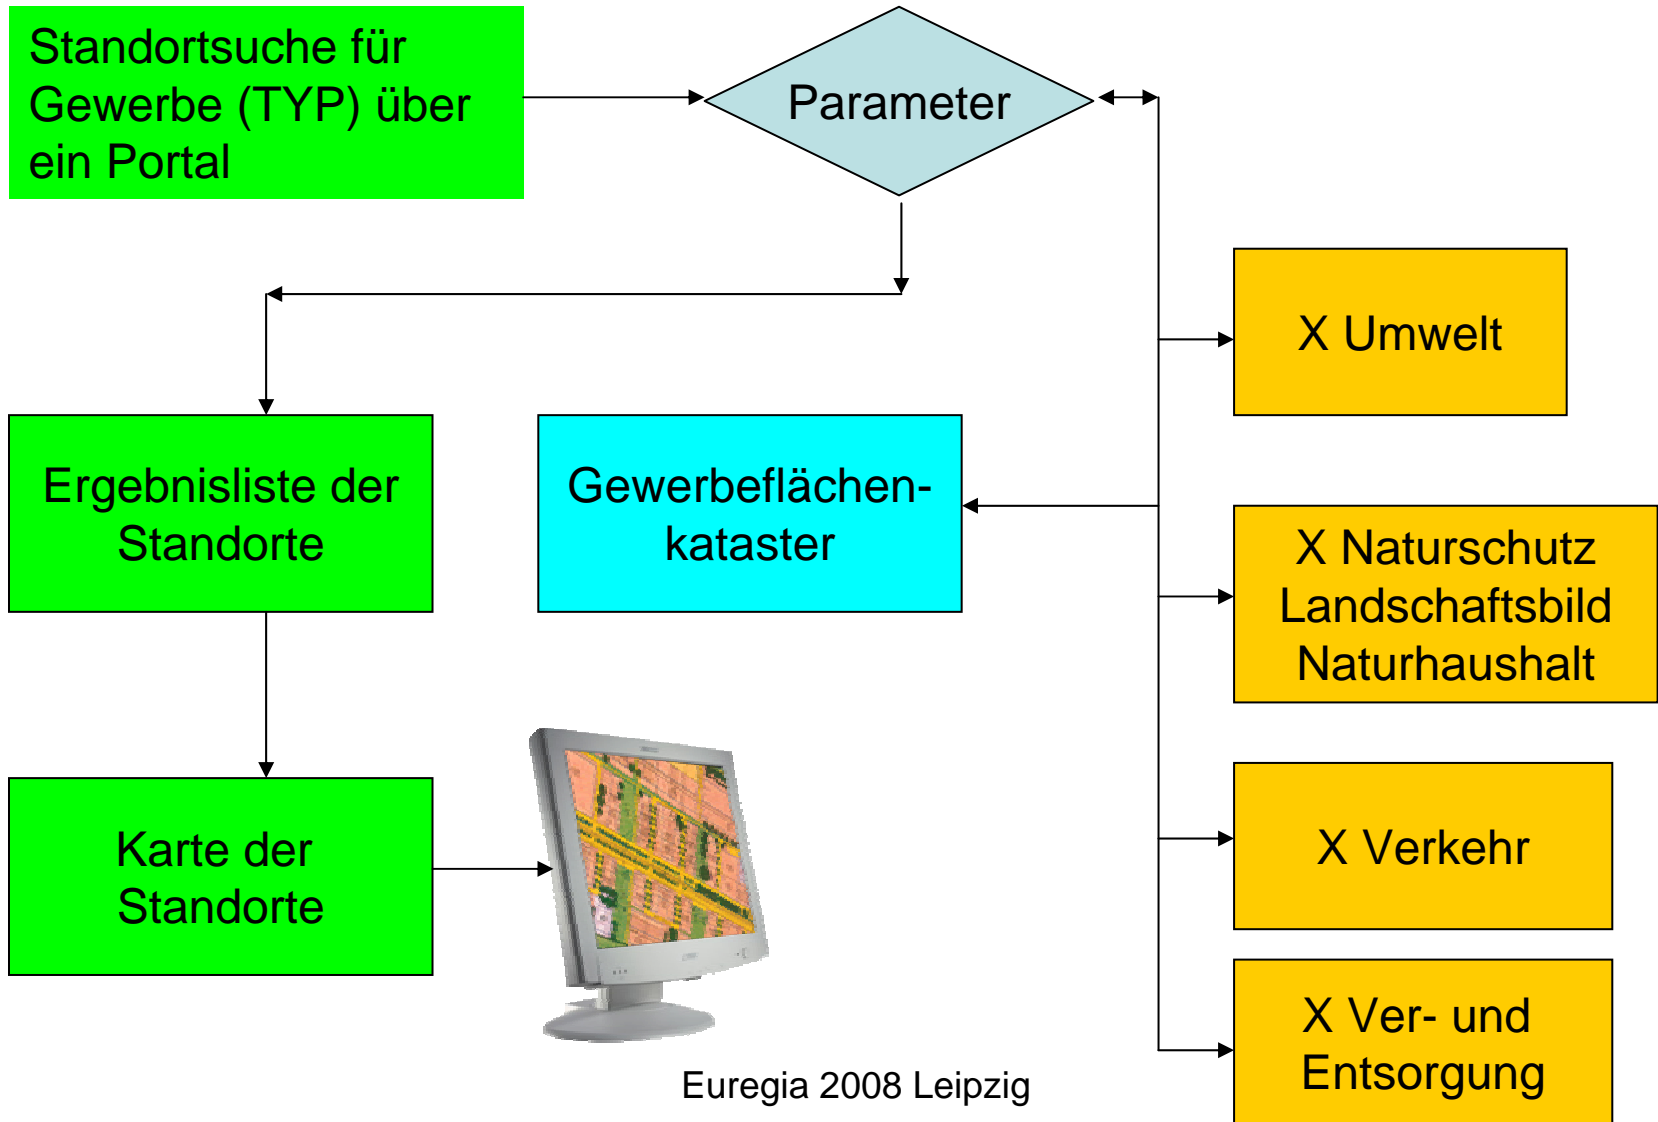 Standortsuche für
Gewerbe (TYP) über
ein Portal
Parameter
X Umwelt
Ergebnisliste der
Standorte
Gewerbeflächen-
kataster
X Naturschutz
Landschaftsbild
Naturhaushalt
Karte der
Standorte
X Verkehr
X Ver- und
Entsorgung
Euregia 2008 Leipzig